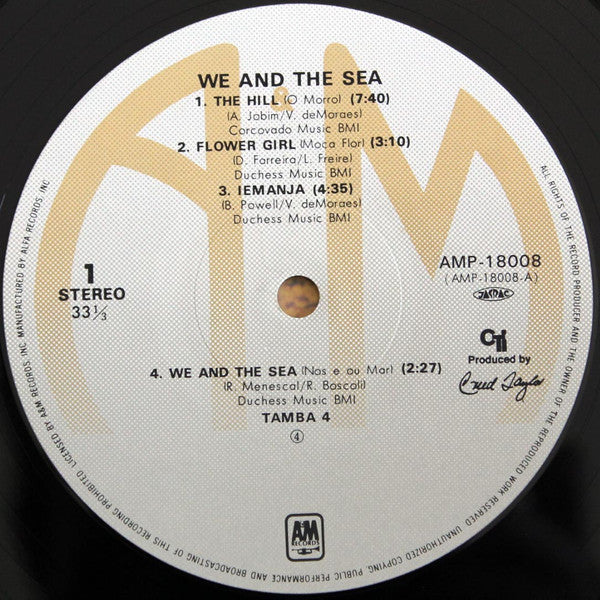 A&M
WE AND THE SEA
1. THE HILL (O Morro) (7:40)
(A. Jobim/V. deMoraes)
Corcovado Music BMI
2. FLOWER GIRL (Moca Flor) (3:10)
(D. Farreira/L. Freire)
Duchess Music BMI
3. IEMANJA (4:35)
(B. Powell/V. deMoraes)
Duchess Music BMI
1
STEREO
33 1/3
AMP-18008
(AMP-18008-A)
JASRAC
CTi
Produced by
Creed Taylor
4. WE AND THE SEA (Nos e ou Mar) (2:27)
(R. Menescal/R. Boscoli)
Duchess Music BMI
TAMBA 4
④
A&M
RECORDS
ALL RIGHTS OF THE RECORD PRODUCER AND THE OWNER OF THE REPRODUCED WORK RESERVED. UNAUTHORIZED COPYING, PUBLIC PERFORMANCE AND BROADCASTING OF THIS RECORDING PROHIBITED. LICENSED BY A&M RECORDS, INC. MANUFACTURED BY ALFA RECORDS, INC.